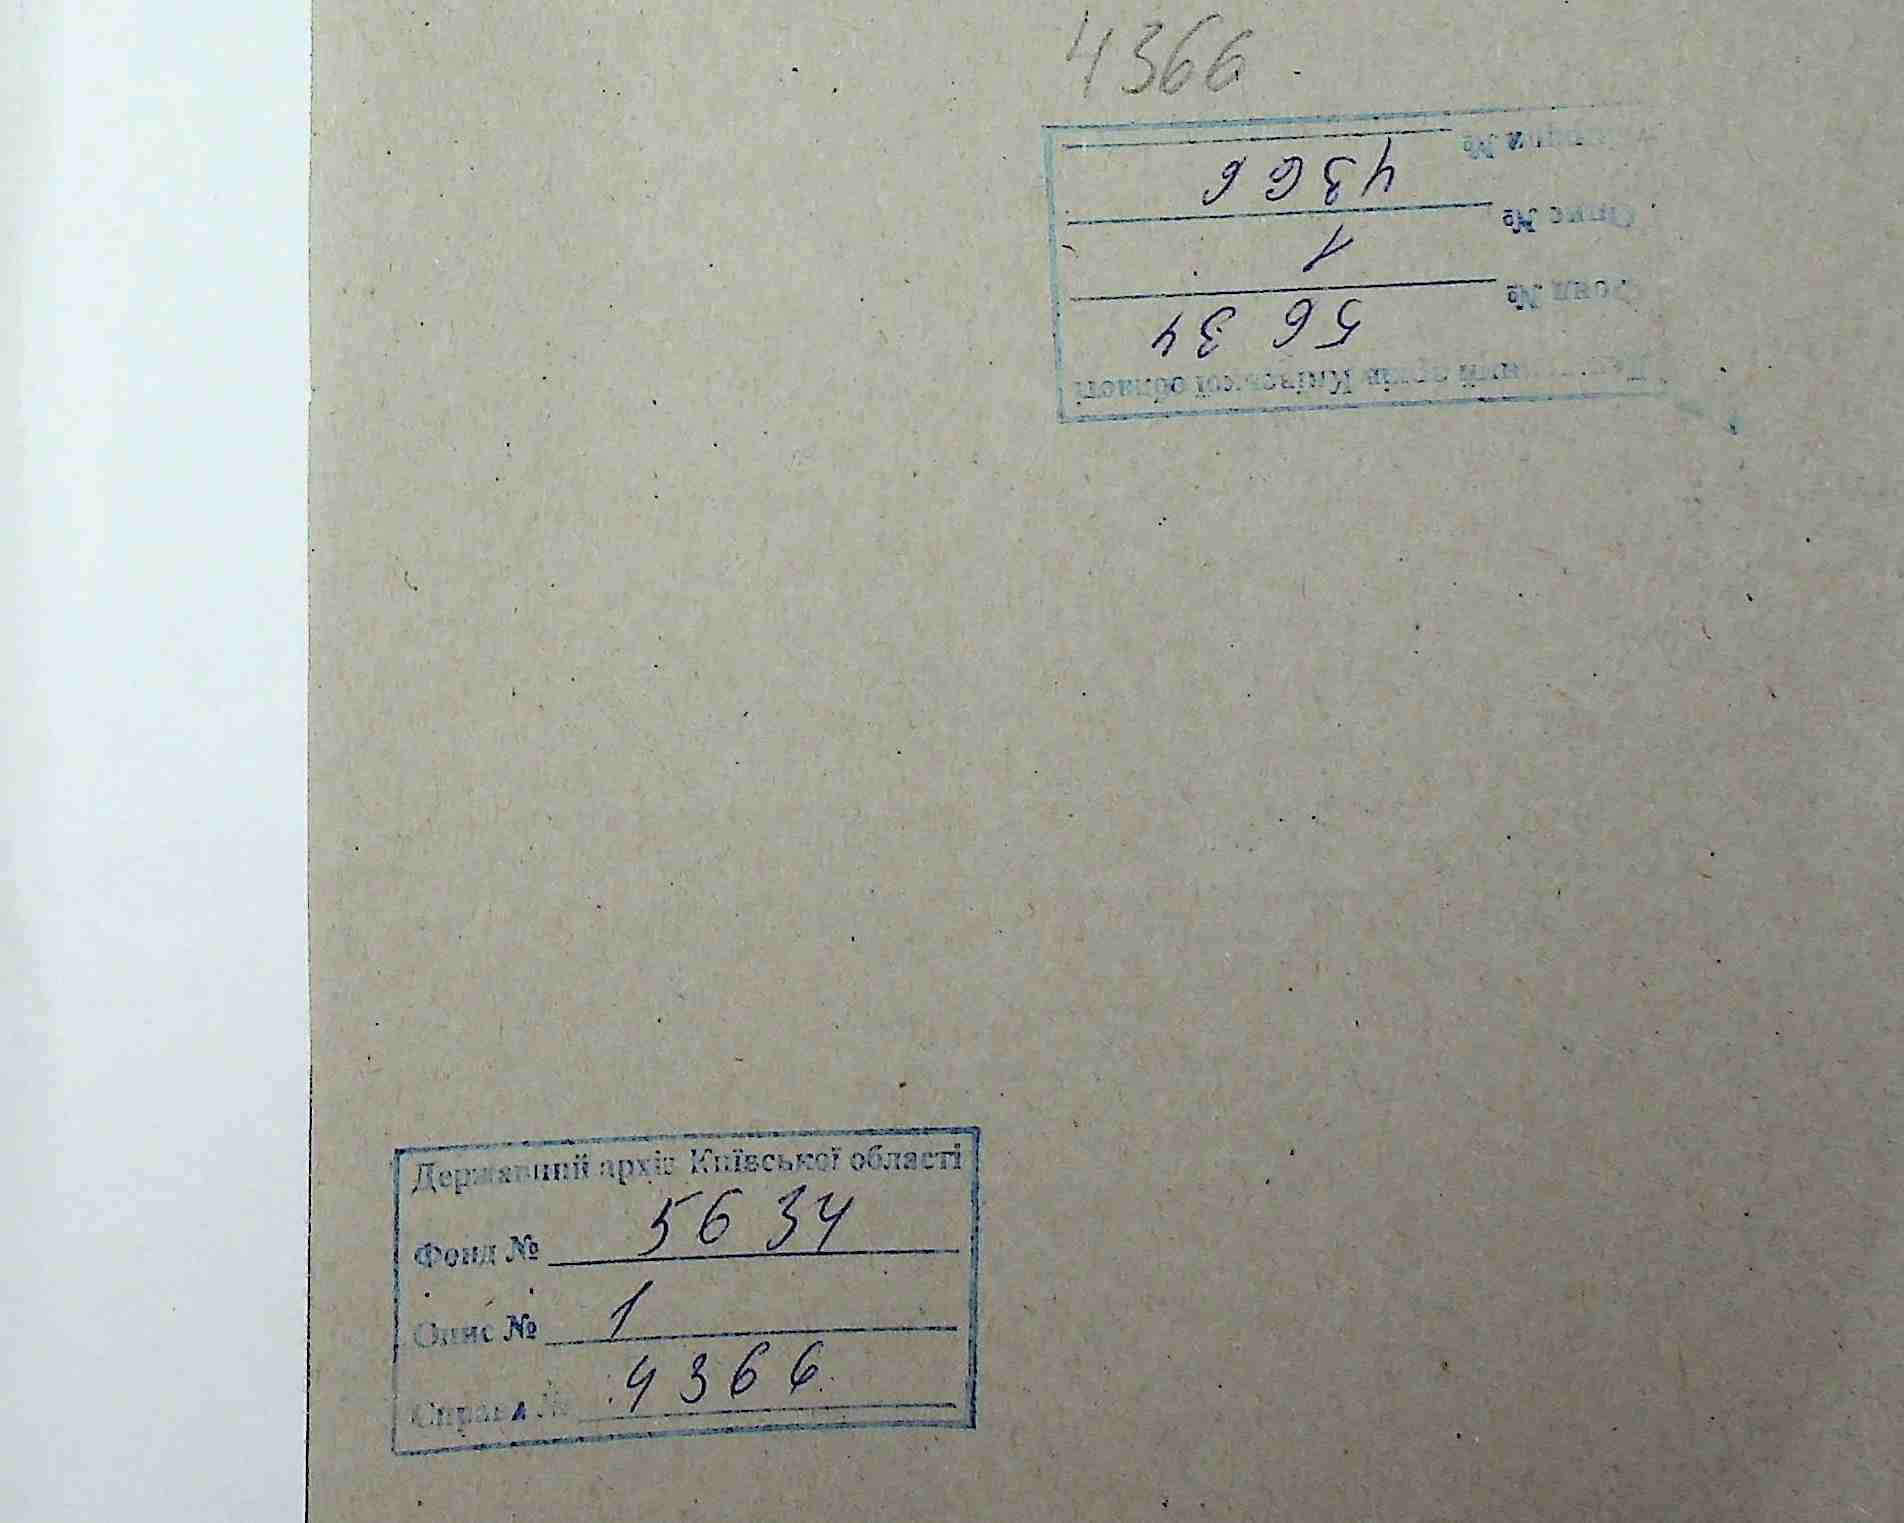 4366
Державний архів Київської області
Фонд № 5634
Опис № 1
Справа № 4366
Державний архів Київської області
Фонд № 5634
Опис № 1
Справа № 4366